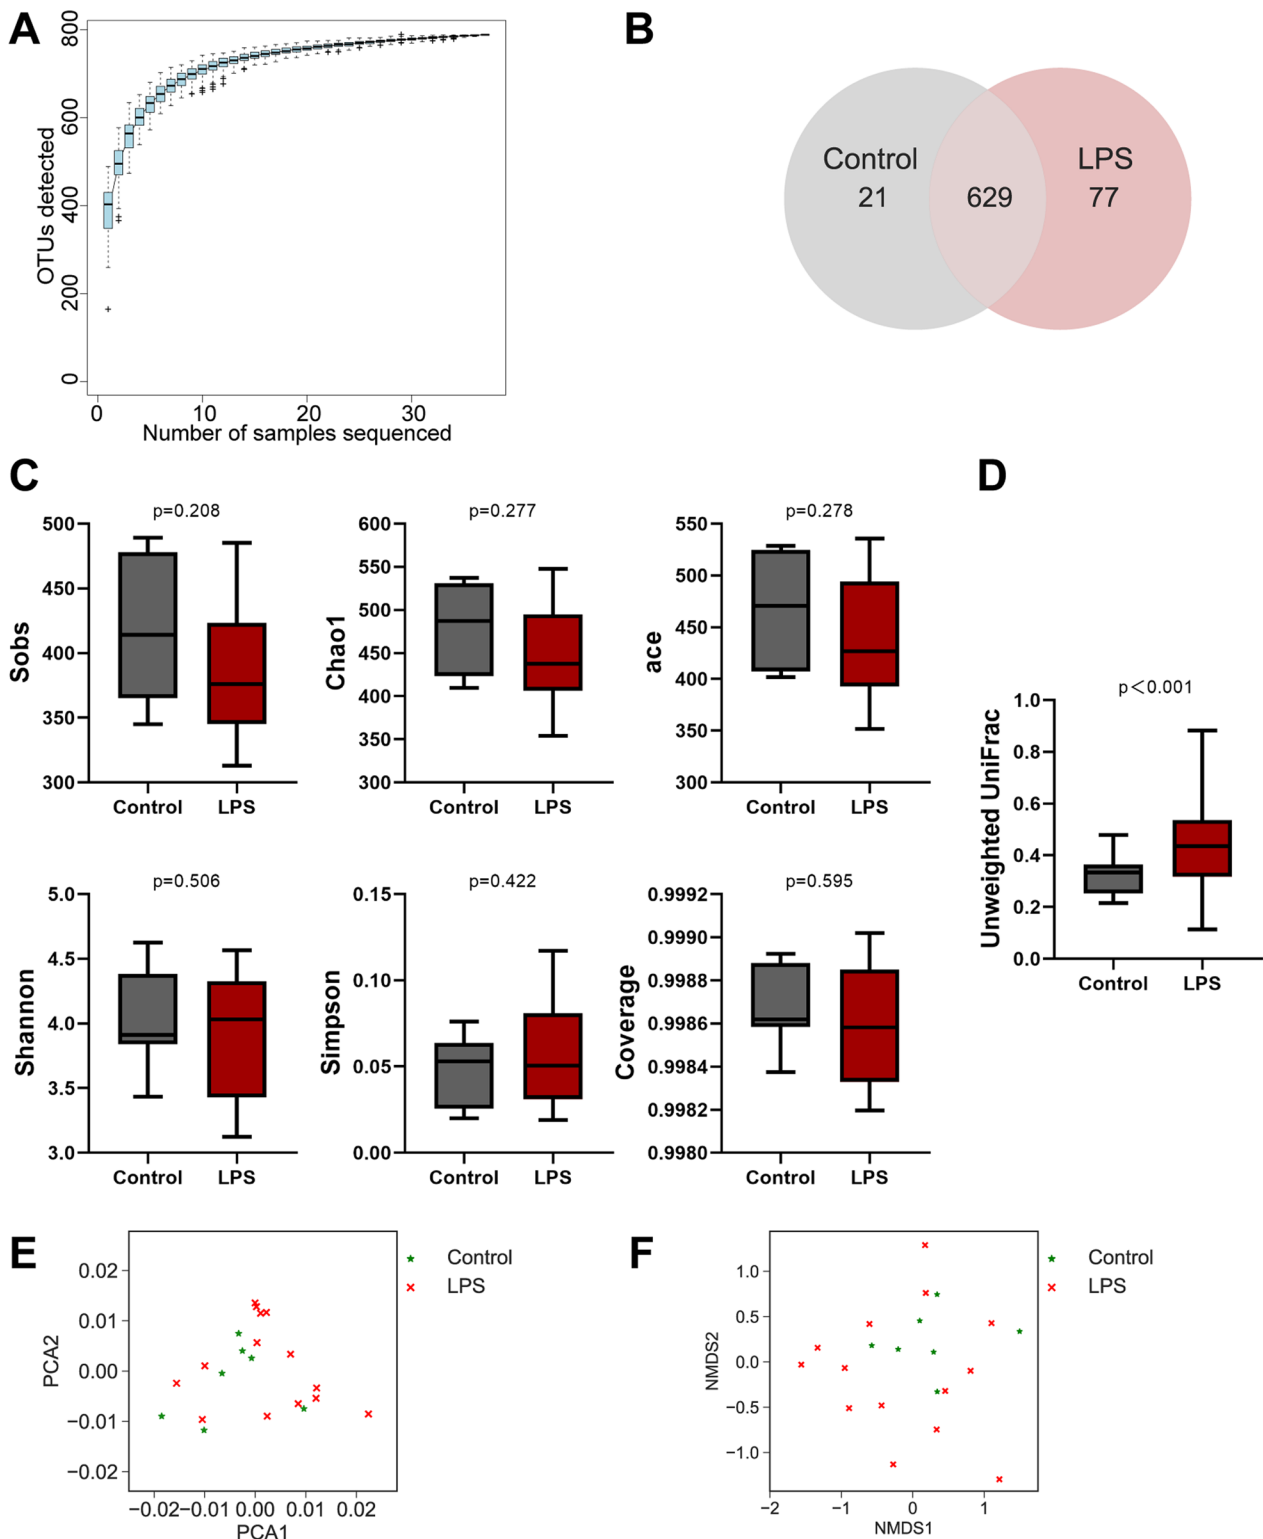 A
800
600
400
200
0
OTUs detected
0 10 20 30
Number of samples sequenced
B
Control
21
629
LPS
77
C
p=0.208
500
450
400
350
300
Sobs
Control LPS
p=0.277
600
550
500
450
400
350
300
Chao1
Control LPS
p=0.278
550
500
450
400
350
300
ace
Control LPS
D
p<0.001
1.0
0.8
0.6
0.4
0.2
0.0
Unweighted UniFrac
Control LPS
p=0.506
5.0
4.5
4.0
3.5
3.0
Shannon
Control LPS
p=0.422
0.15
0.10
0.05
0.00
Simpson
Control LPS
p=0.595
0.9992
0.9990
0.9988
0.9986
0.9984
0.9982
0.9980
Coverage
Control LPS
E
0.02
0.01
0.00
−0.01
−0.02
PCA2
−0.02 −0.01 0.00 0.01 0.02
PCA1
Control
LPS
F
1.0
0.5
0.0
−0.5
−1.0
NMDS2
−2 −1 0 1
NMDS1
Control
LPS